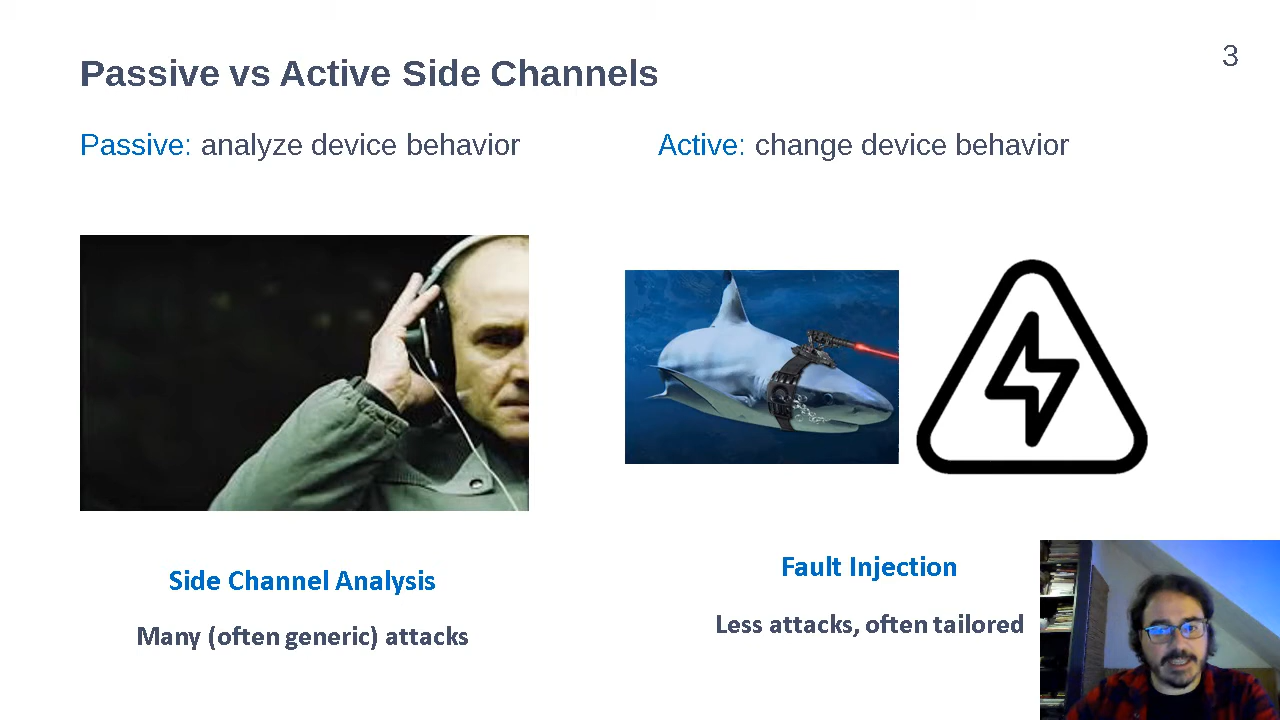 3
Passive vs Active Side Channels
Passive: analyze device behavior
Active: change device behavior
Side Channel Analysis
Many (often generic) attacks
Fault Injection
Less attacks, often tailored